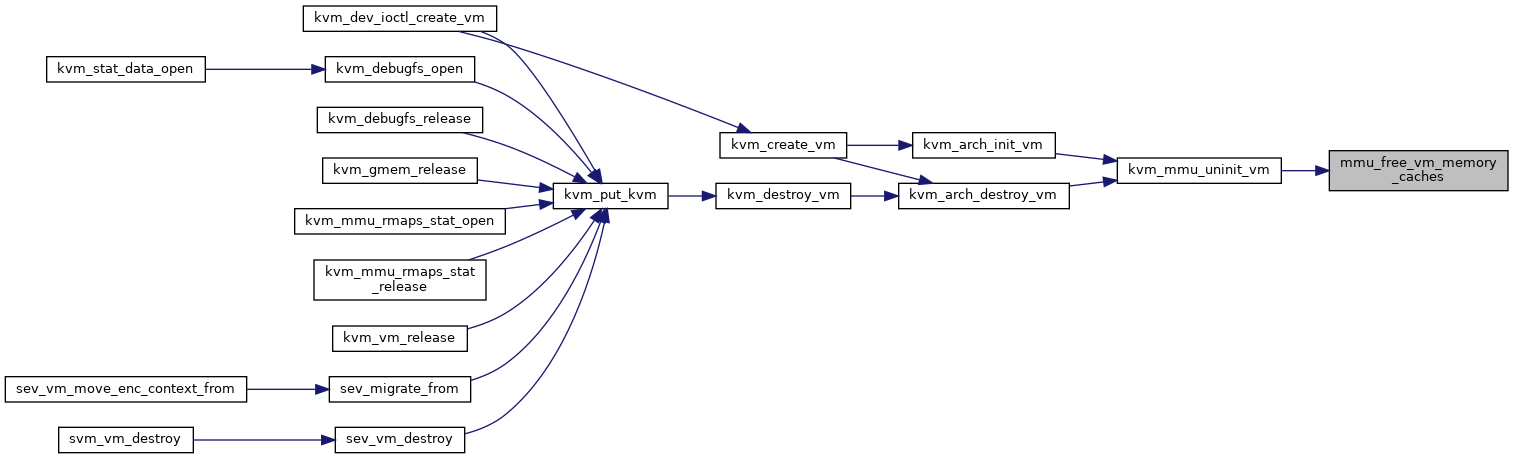 kvm_dev_ioctl_create_vm
kvm_stat_data_open
kvm_debugfs_open
kvm_debugfs_release
kvm_create_vm
kvm_arch_init_vm
kvm_gmem_release
kvm_mmu_uninit_vm
mmu_free_vm_memory
_caches
kvm_put_kvm
kvm_destroy_vm
kvm_arch_destroy_vm
kvm_mmu_rmaps_stat_open
kvm_mmu_rmaps_stat
_release
kvm_vm_release
sev_vm_move_enc_context_from
sev_migrate_from
svm_vm_destroy
sev_vm_destroy